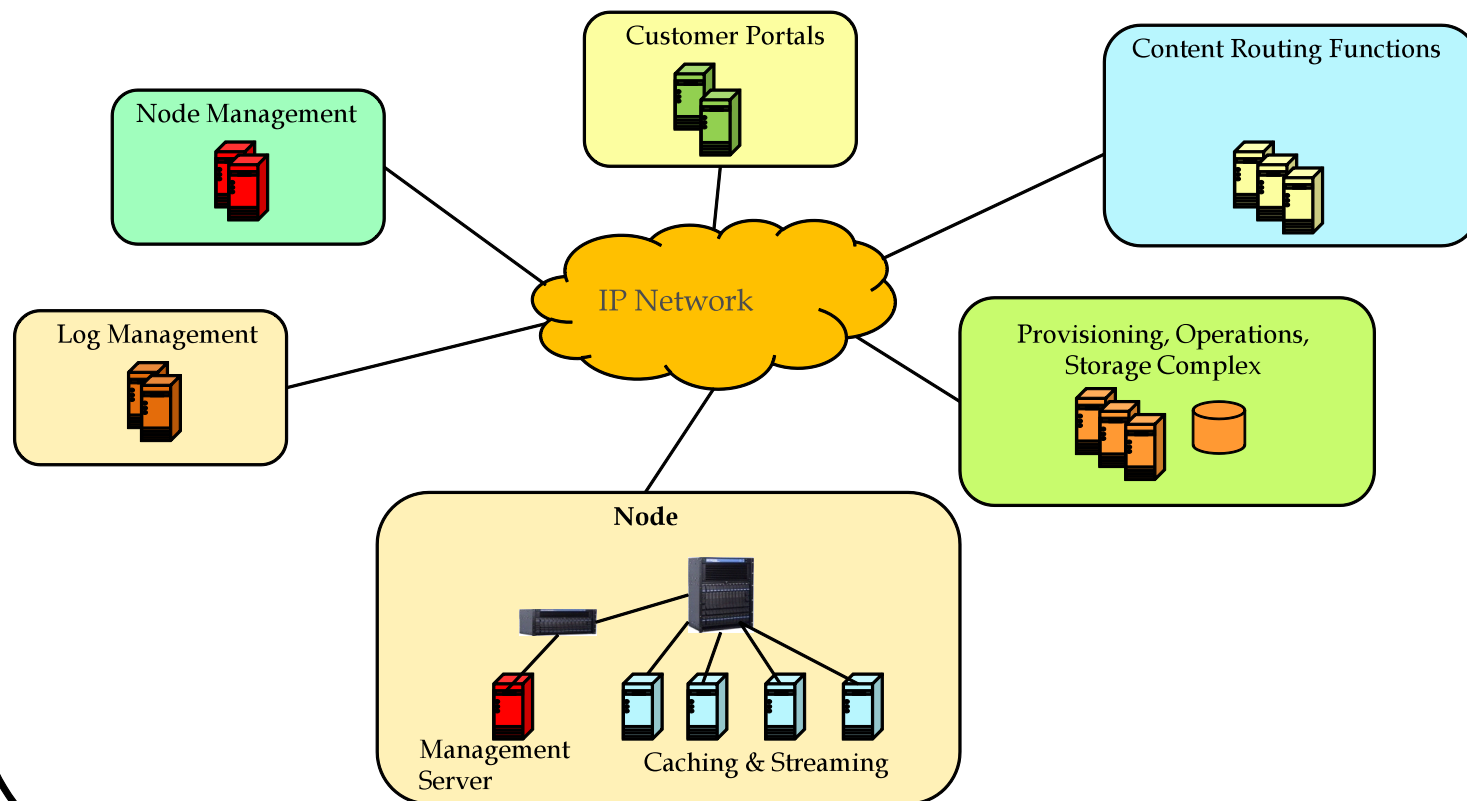 Customer Portals
Content Routing Functions
Node Management
IP Network
Log Management
Provisioning, Operations,
Storage Complex
Node
Management
Server
Caching & Streaming